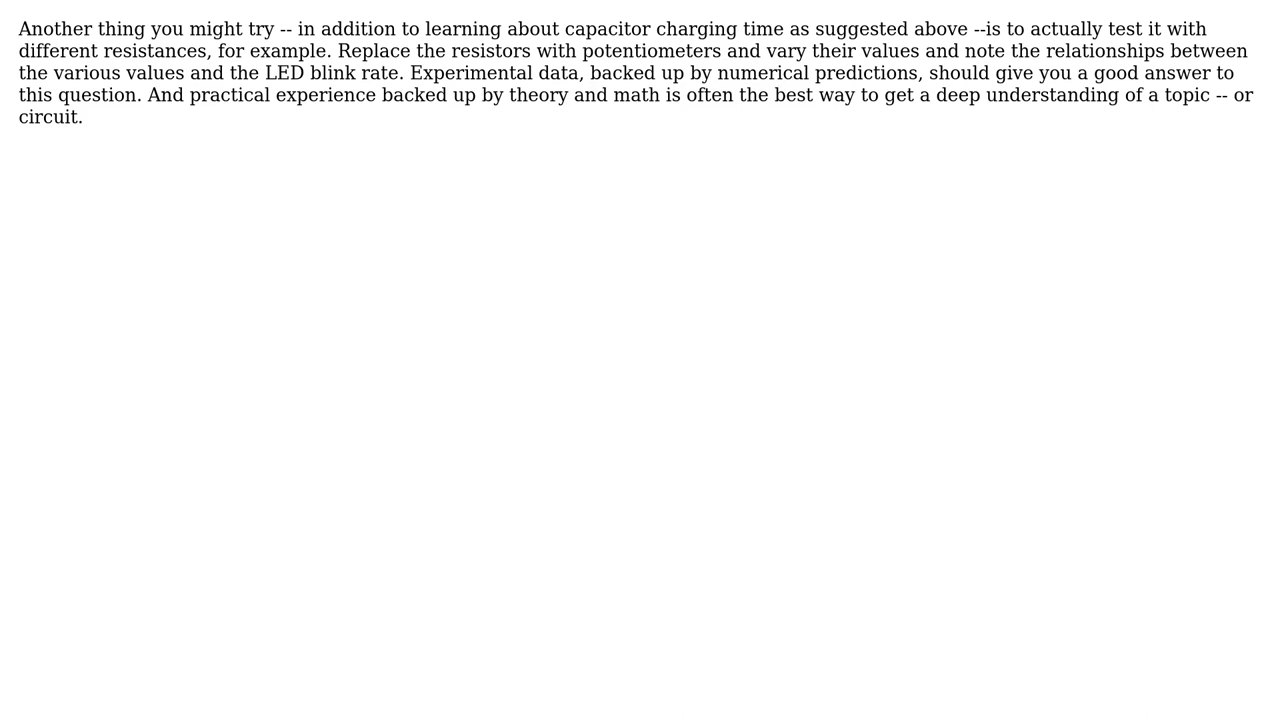 Another thing you might try -- in addition to learning about capacitor charging time as suggested above --is to actually test it with
different resistances, for example. Replace the resistors with potentiometers and vary their values and note the relationships between
the various values and the LED blink rate. Experimental data, backed up by numerical predictions, should give you a good answer to
this question. And practical experience backed up by theory and math is often the best way to get a deep understanding of a topic -- or
circuit.